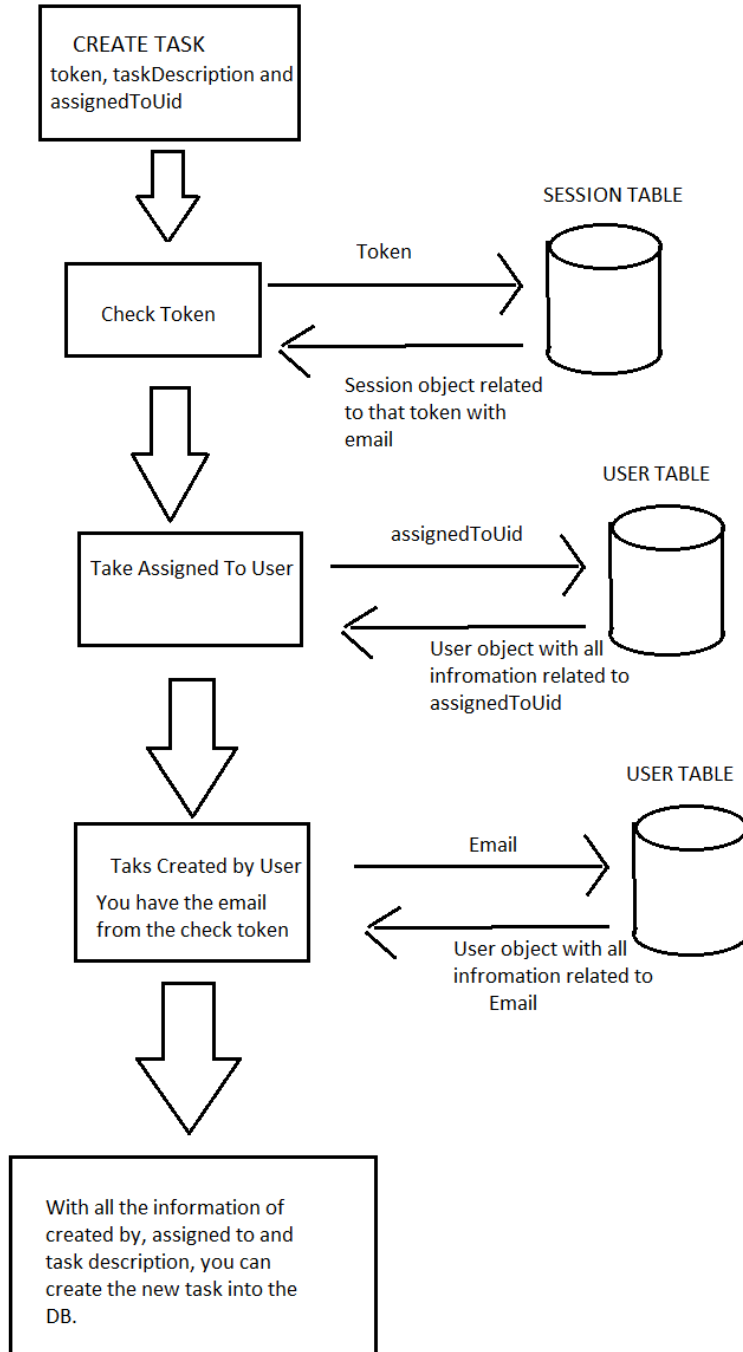 CREATE TASK
token, taskDescription and
assignedToUid
SESSION TABLE
Token
Check Token
Session object related
to that token with
email
USER TABLE
assignedToUid
Take Assigned To User
User object with all
infromation related to
assignedToUid
USER TABLE
Email
Taks Created by User
You have the email
from the check token
User object with all
infromation related to
Email
With all the information of
created by, assigned to and
task description, you can
create the new task into the
DB.